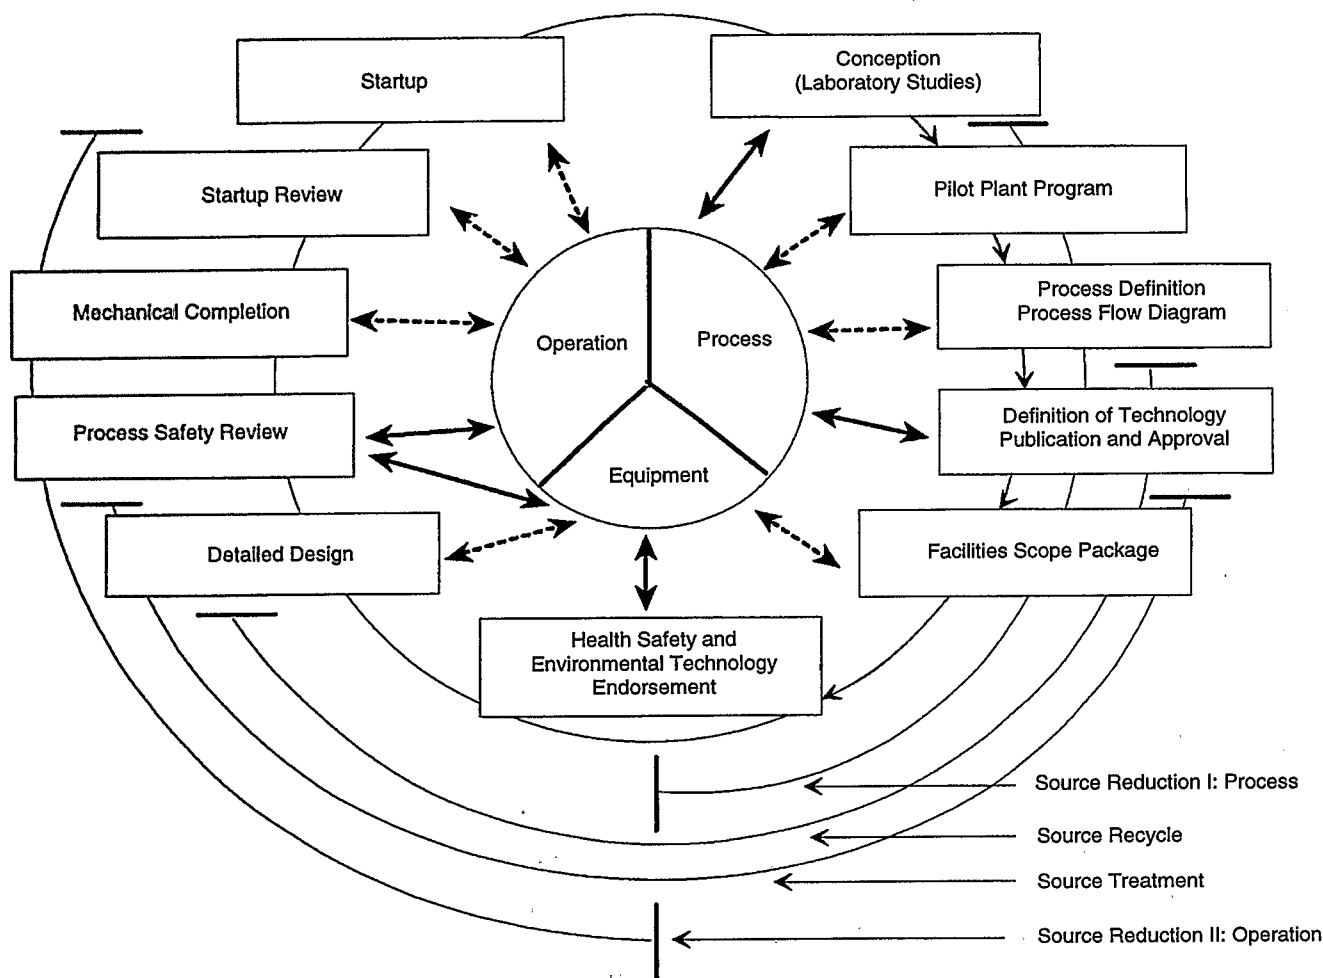 Startup
Conception
(Laboratory Studies)
Startup Review
Pilot Plant Program
Mechanical Completion
Process Definition
Process Flow Diagram
Operation
Process
Process Safety Review
Definition of Technology
Publication and Approval
Equipment
Detailed Design
Facilities Scope Package
Health Safety and
Environmental Technology
Endorsement
Source Reduction I: Process
Source Recycle
Source Treatment
Source Reduction II: Operation